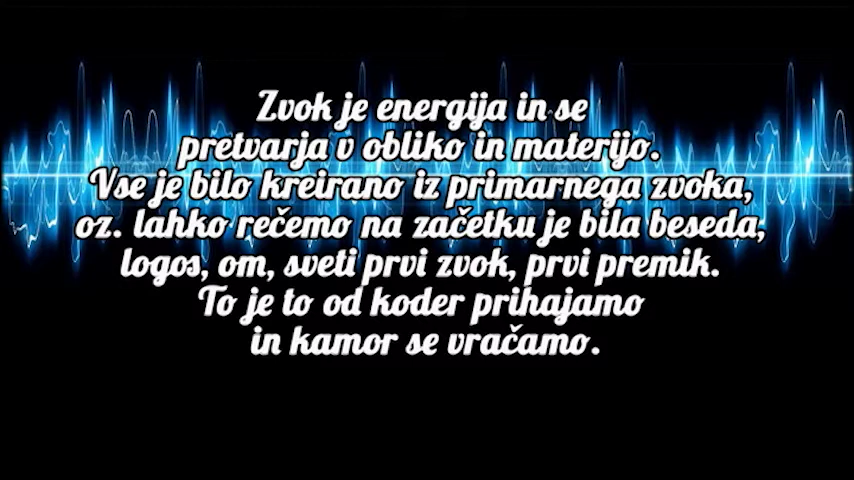 Zvok je energija in se
pretvarja v obliko in materijo.
Vse je bilo kreirano iz primarnega zvoka,
oz. lahko rečemo na začetku je bila beseda,
logos, om, sveti prvi zvok, prvi premik.
To je to od koder prihajamo
in kamor se vračamo.